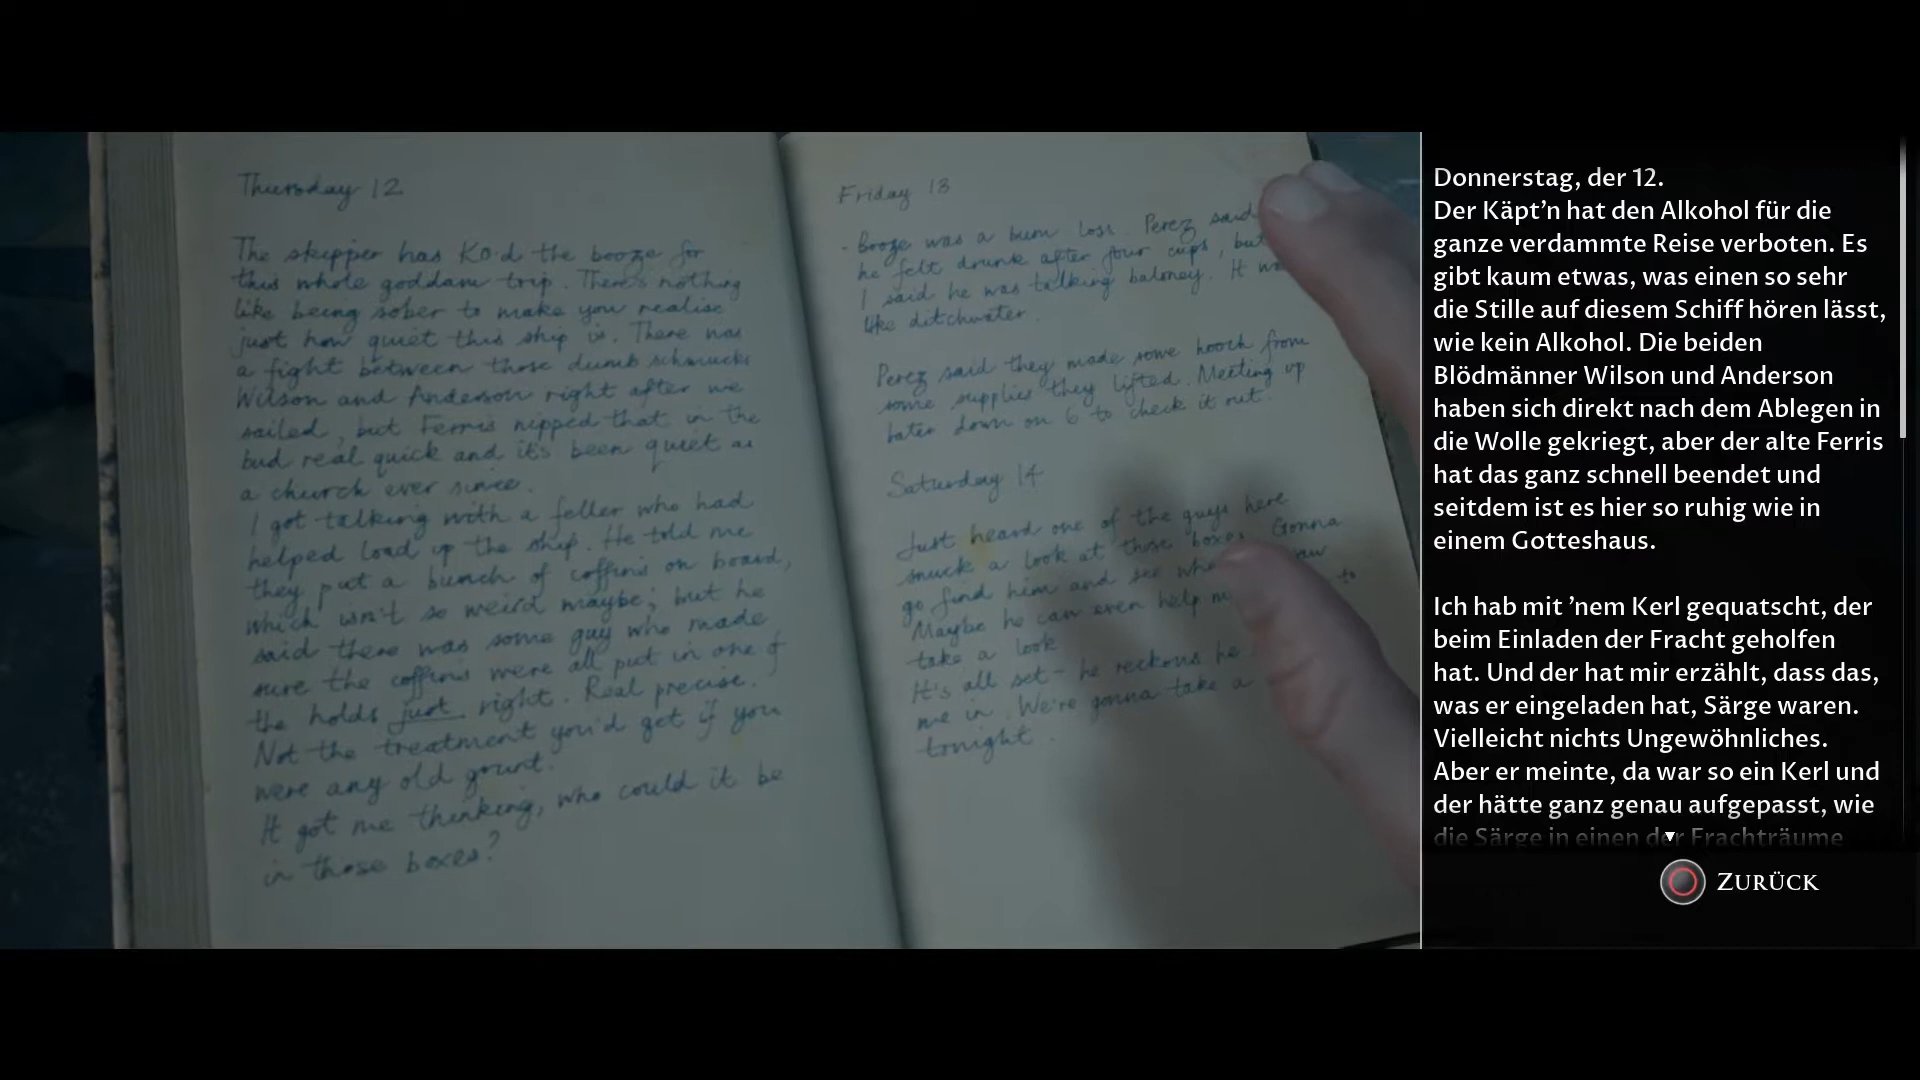 Thursday 12
The skipper has KO'd the booze for
this whole goddam trip. There's nothing
like being sober to make you realise
just how quiet this ship is. There was
a fight between those dumb schmucks
Wilson and Anderson right after we
sailed, but Ferris nipped that in the
bud real quick and it's been quiet as
a church ever since.
I got talking with a feller who had
helped load up the ship. He told me
they put a bunch of coffins on board,
which isn't so weird maybe; but he
said there was some guy who made
sure the coffins were all put in one of
the holds just right. Real precise.
Not the treatment you'd get if you
were any old grunt.
It got me thinking, who could it be
in those boxes?
Friday 13
- Booze was a bum loss. Perez said
he felt drunk after four cups, but
I said he was talking baloney. It was
like ditchwater.
Perez said they made some hooch from
some supplies they lifted. Meeting up
later down on 6 to check it out.
Saturday 14
Just heard one of the guys here
snuck a look at those boxes. Gonna
go find him and see saw
Maybe he can even help to
take a look
It's all set - he reckons he
me in. We're gonna take a
tonight.
Donnerstag, der 12.
Der Käpt'n hat den Alkohol für die
ganze verdammte Reise verboten. Es
gibt kaum etwas, was einen so sehr
die Stille auf diesem Schiff hören lässt,
wie kein Alkohol. Die beiden
Blödmänner Wilson und Anderson
haben sich direkt nach dem Ablegen in
die Wolle gekriegt, aber der alte Ferris
hat das ganz schnell beendet und
seitdem ist es hier so ruhig wie in
einem Gotteshaus.
Ich hab mit 'nem Kerl gequatscht, der
beim Einladen der Fracht geholfen
hat. Und der hat mir erzählt, dass das,
was er eingeladen hat, Särge waren.
Vielleicht nichts Ungewöhnliches.
Aber er meinte, da war so ein Kerl und
der hätte ganz genau aufgepasst, wie
die Särge in einen der Frachträume
ZURÜCK